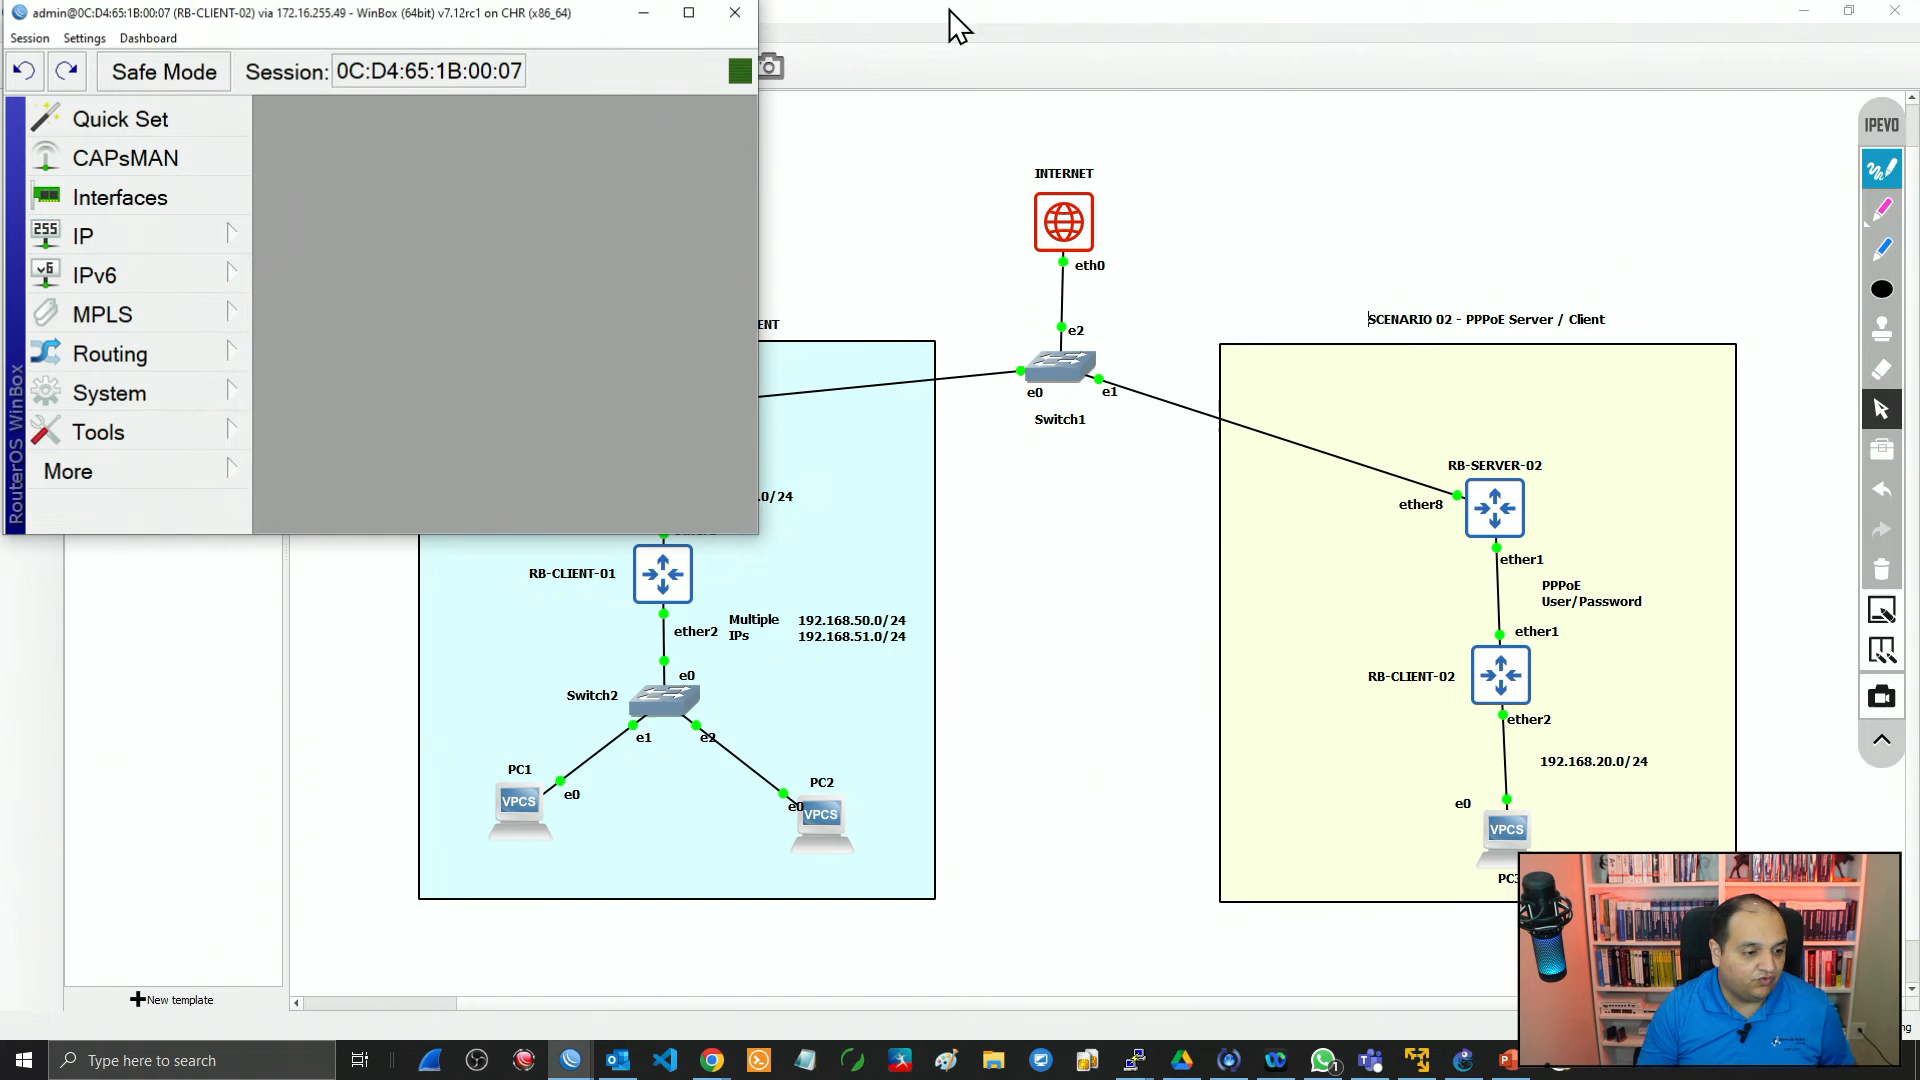 admin@0C:D4:65:1B:00:07 (RB-CLIENT-02) via 172.16.255.49 - WinBox (64bit) v7.12rc1 on CHR (x86_64)
Session Settings Dashboard
Safe Mode Session: 0C:D4:65:1B:00:07
Quick Set
CAPsMAN
Interfaces
255 IP
v6 IPv6
MPLS
Routing
System
Tools
More
RouterOS WinBox
IPEVO
INTERNET
eth0
e2
e0
e1
Switch1
ENT
.0/24
RB-CLIENT-01
ether2
Multiple
IPs
192.168.50.0/24
192.168.51.0/24
e0
Switch2
e1
e2
PC1
VPCS
e0
PC2
e0
VPCS
SCENARIO 02 - PPPoE Server / Client
RB-SERVER-02
ether8
ether1
PPPoE
User/Password
ether1
RB-CLIENT-02
ether2
192.168.20.0/24
e0
VPCS
New template
Type here to search